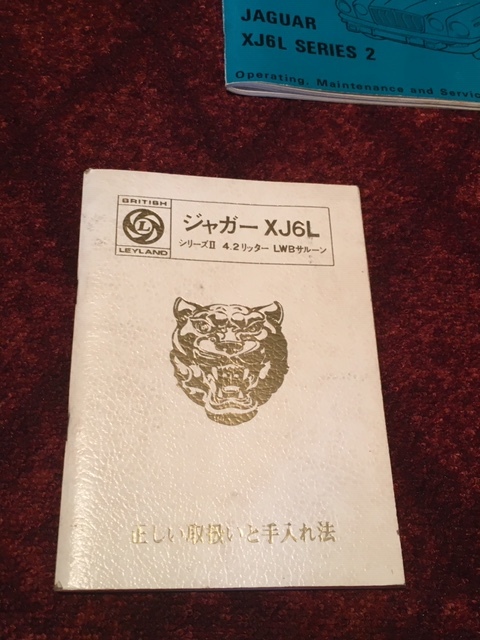 JAGUAR
XJ6L SERIES 2
Operating, Maintenance and Servic
BRITISH
L
LEYLAND
ジャガー XJ6L
シリーズII 4.2リッター LWBサルーン
正しい取扱いと手入れ法